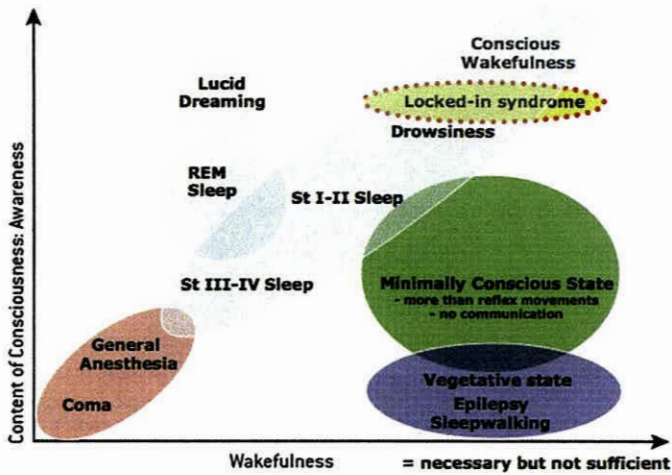 Content of Consciousness: Awareness
Conscious
Wakefulness
Lucid
Dreaming
Locked-in syndrome
Drowsiness
REM
Sleep
St I-II Sleep
St III-IV Sleep
Minimally Conscious State
- more than reflex movements
- no communication
General
Anesthesia
Coma
Vegetative state
Epilepsy
Sleepwalking
Wakefulness
= necessary but not sufficient